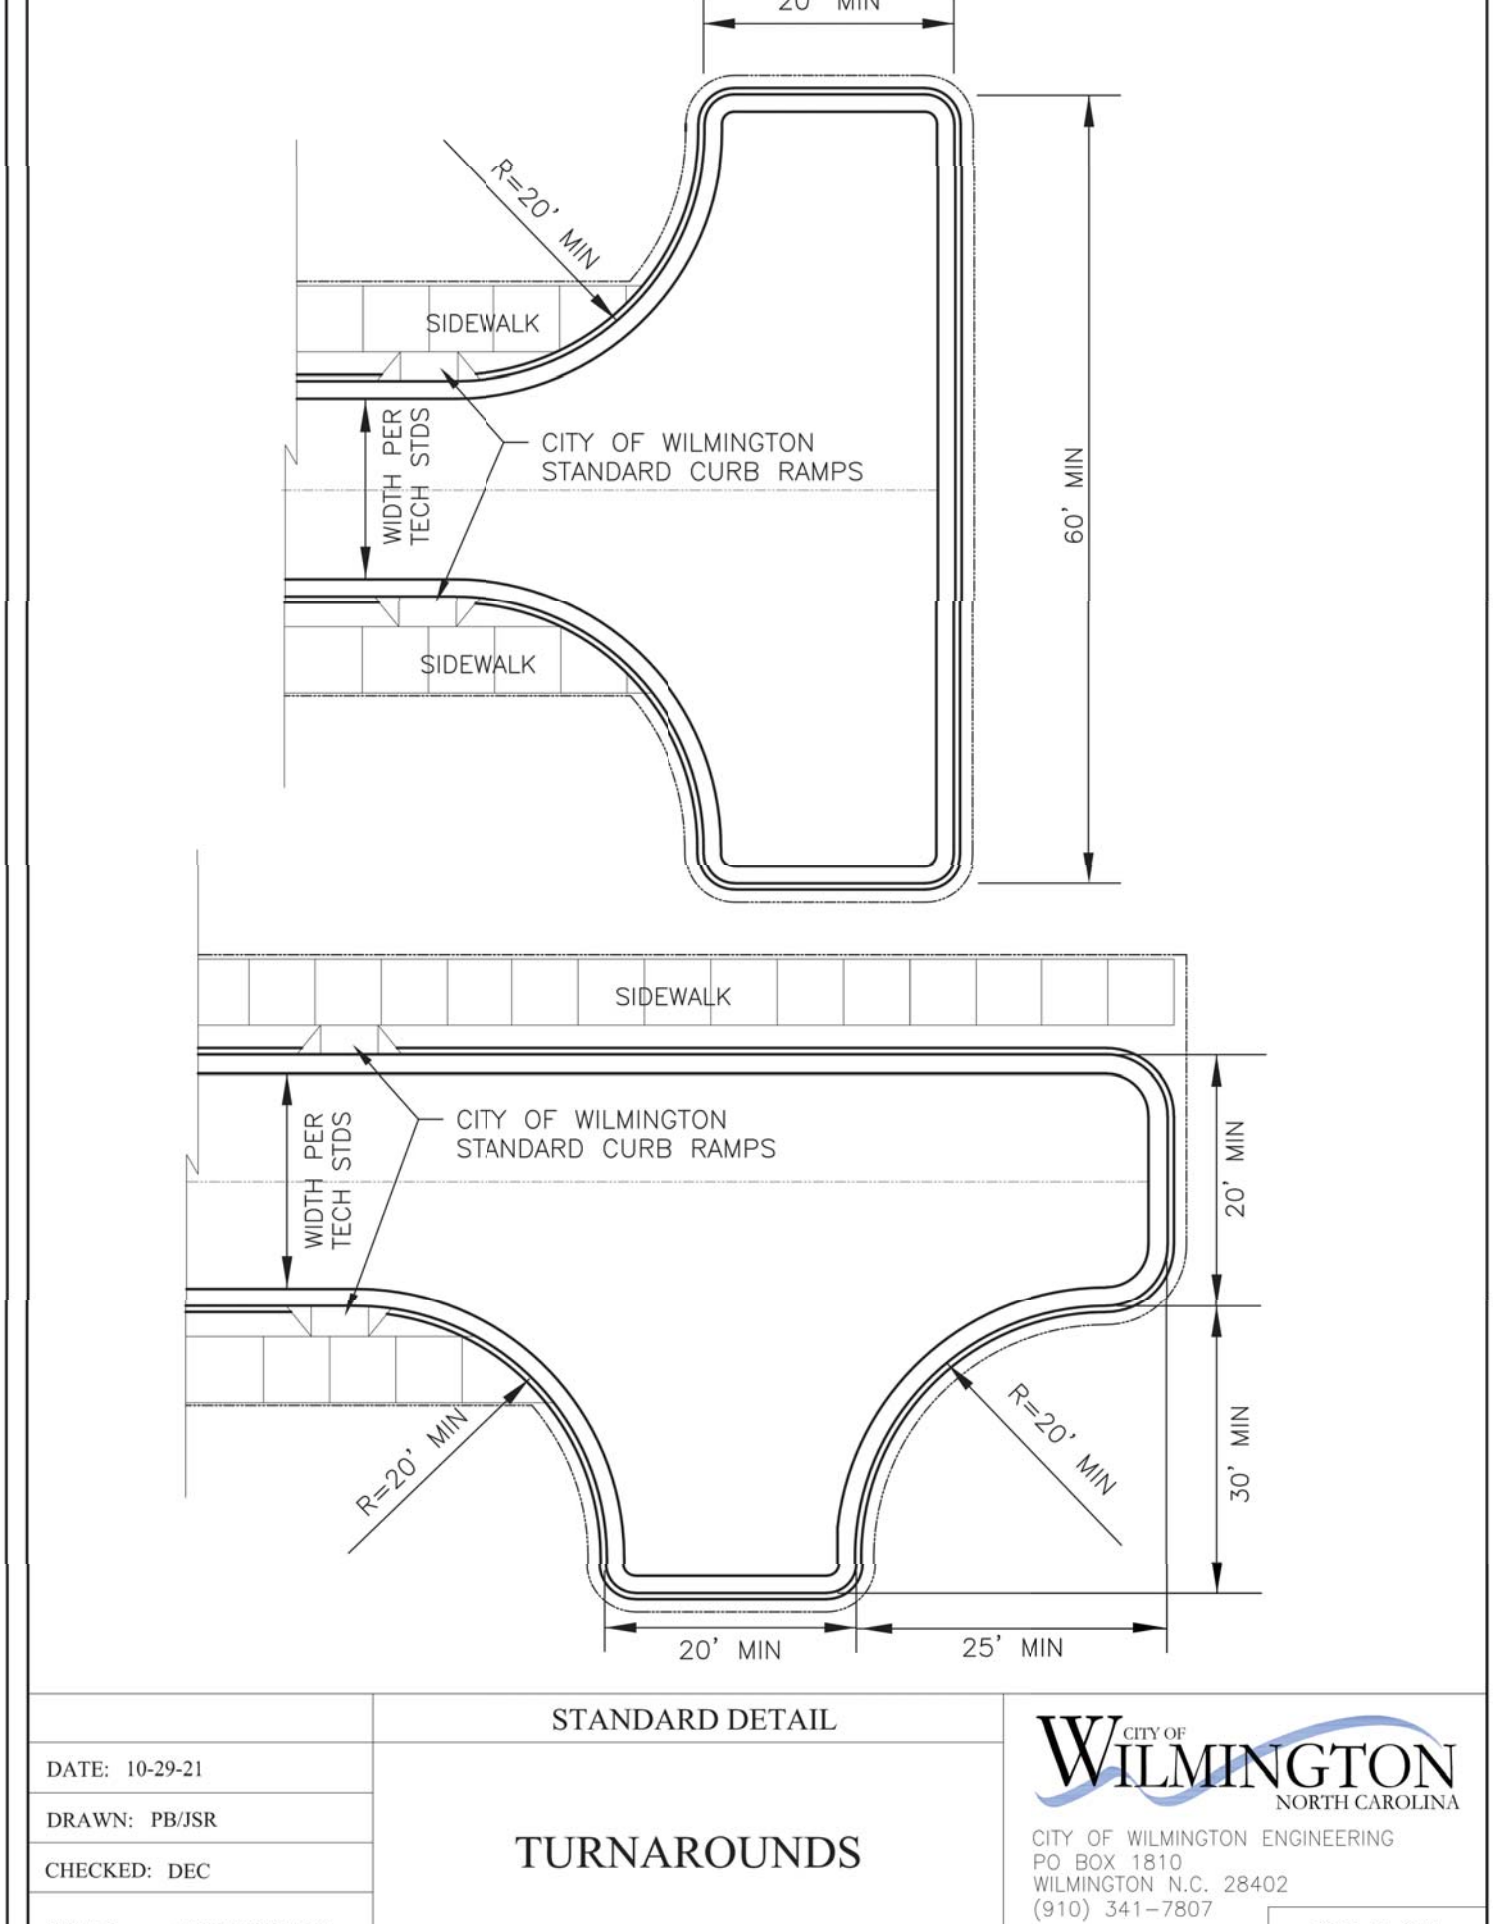 20' MIN
R=20' MIN
SIDEWALK
WIDTH PER
TECH STDS
CITY OF WILMINGTON
STANDARD CURB RAMPS
60' MIN
SIDEWALK
SIDEWALK
CITY OF WILMINGTON
STANDARD CURB RAMPS
WIDTH PER
TECH STDS
20' MIN
R=20' MIN
R=20' MIN
30' MIN
20' MIN
25' MIN
STANDARD DETAIL
DATE: 10-29-21
DRAWN: PB/JSR
CHECKED: DEC
TURNAROUNDS
CITY OF
WILMINGTON
NORTH CAROLINA
CITY OF WILMINGTON ENGINEERING
PO BOX 1810
WILMINGTON N.C. 28402
(910) 341-7807